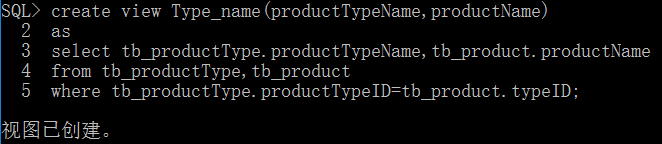 SQL> create view Type_name(productTypeName,productName)
  2  as
  3  select tb_productType.productTypeName,tb_product.productName
  4  from tb_productType,tb_product
  5  where tb_productType.productTypeID=tb_product.typeID;
视图已创建。